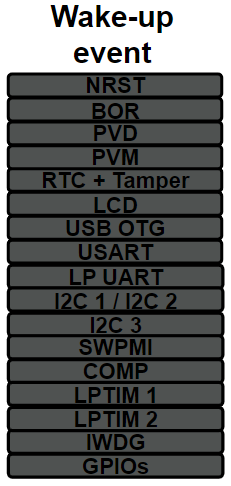 Wake-up
event
NRST
BOR
PVD
PVM
RTC + Tamper
LCD
USB OTG
USART
LP UART
I2C 1 / I2C 2
I2C 3
SWPMI
COMP
LPTIM 1
LPTIM 2
IWDG
GPIOs